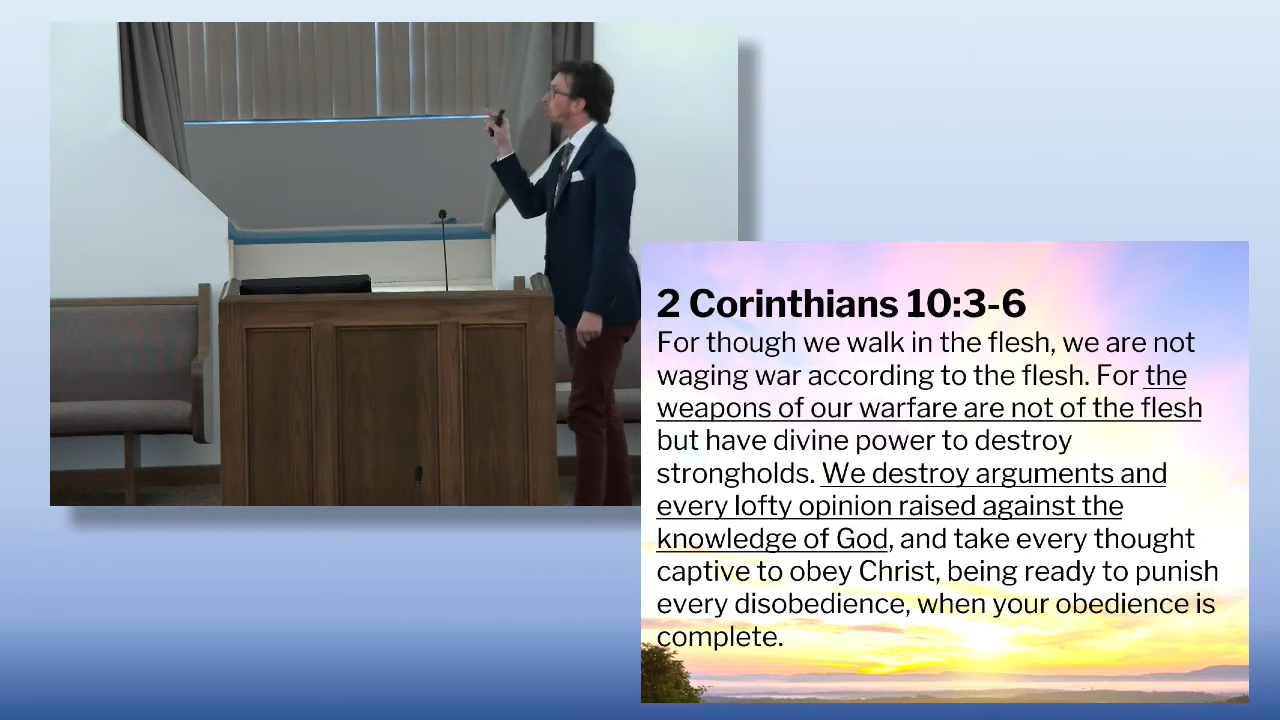 2 Corinthians 10:3-6
For though we walk in the flesh, we are not
waging war according to the flesh. For the
weapons of our warfare are not of the flesh
but have divine power to destroy
strongholds. We destroy arguments and
every lofty opinion raised against the
knowledge of God, and take every thought
captive to obey Christ, being ready to punish
every disobedience, when your obedience is
complete.